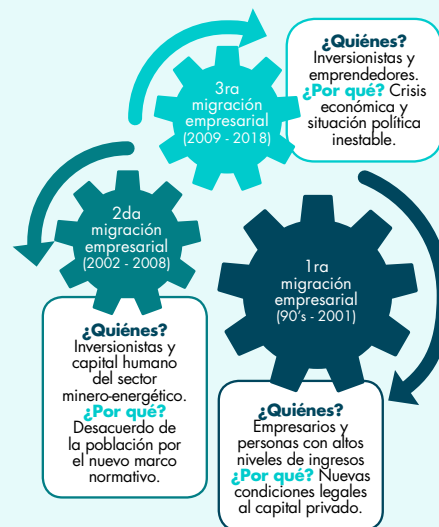 3ra
migración
empresarial
(2009 - 2018)
¿Quiénes?
Inversionistas y
emprendedores.
¿Por qué? Crisis
económica y
situación política
inestable.
2da
migración
empresarial
(2002 - 2008)
¿Quiénes?
Inversionistas y
capital humano
del sector
minero-energético.
¿Por qué?
Desacuerdo de
la población por
el nuevo marco
normativo.
1ra
migración
empresarial
(90's - 2001)
¿Quiénes?
Empresarios y
personas con altos
niveles de ingresos
¿Por qué? Nuevas
condiciones legales
al capital privado.